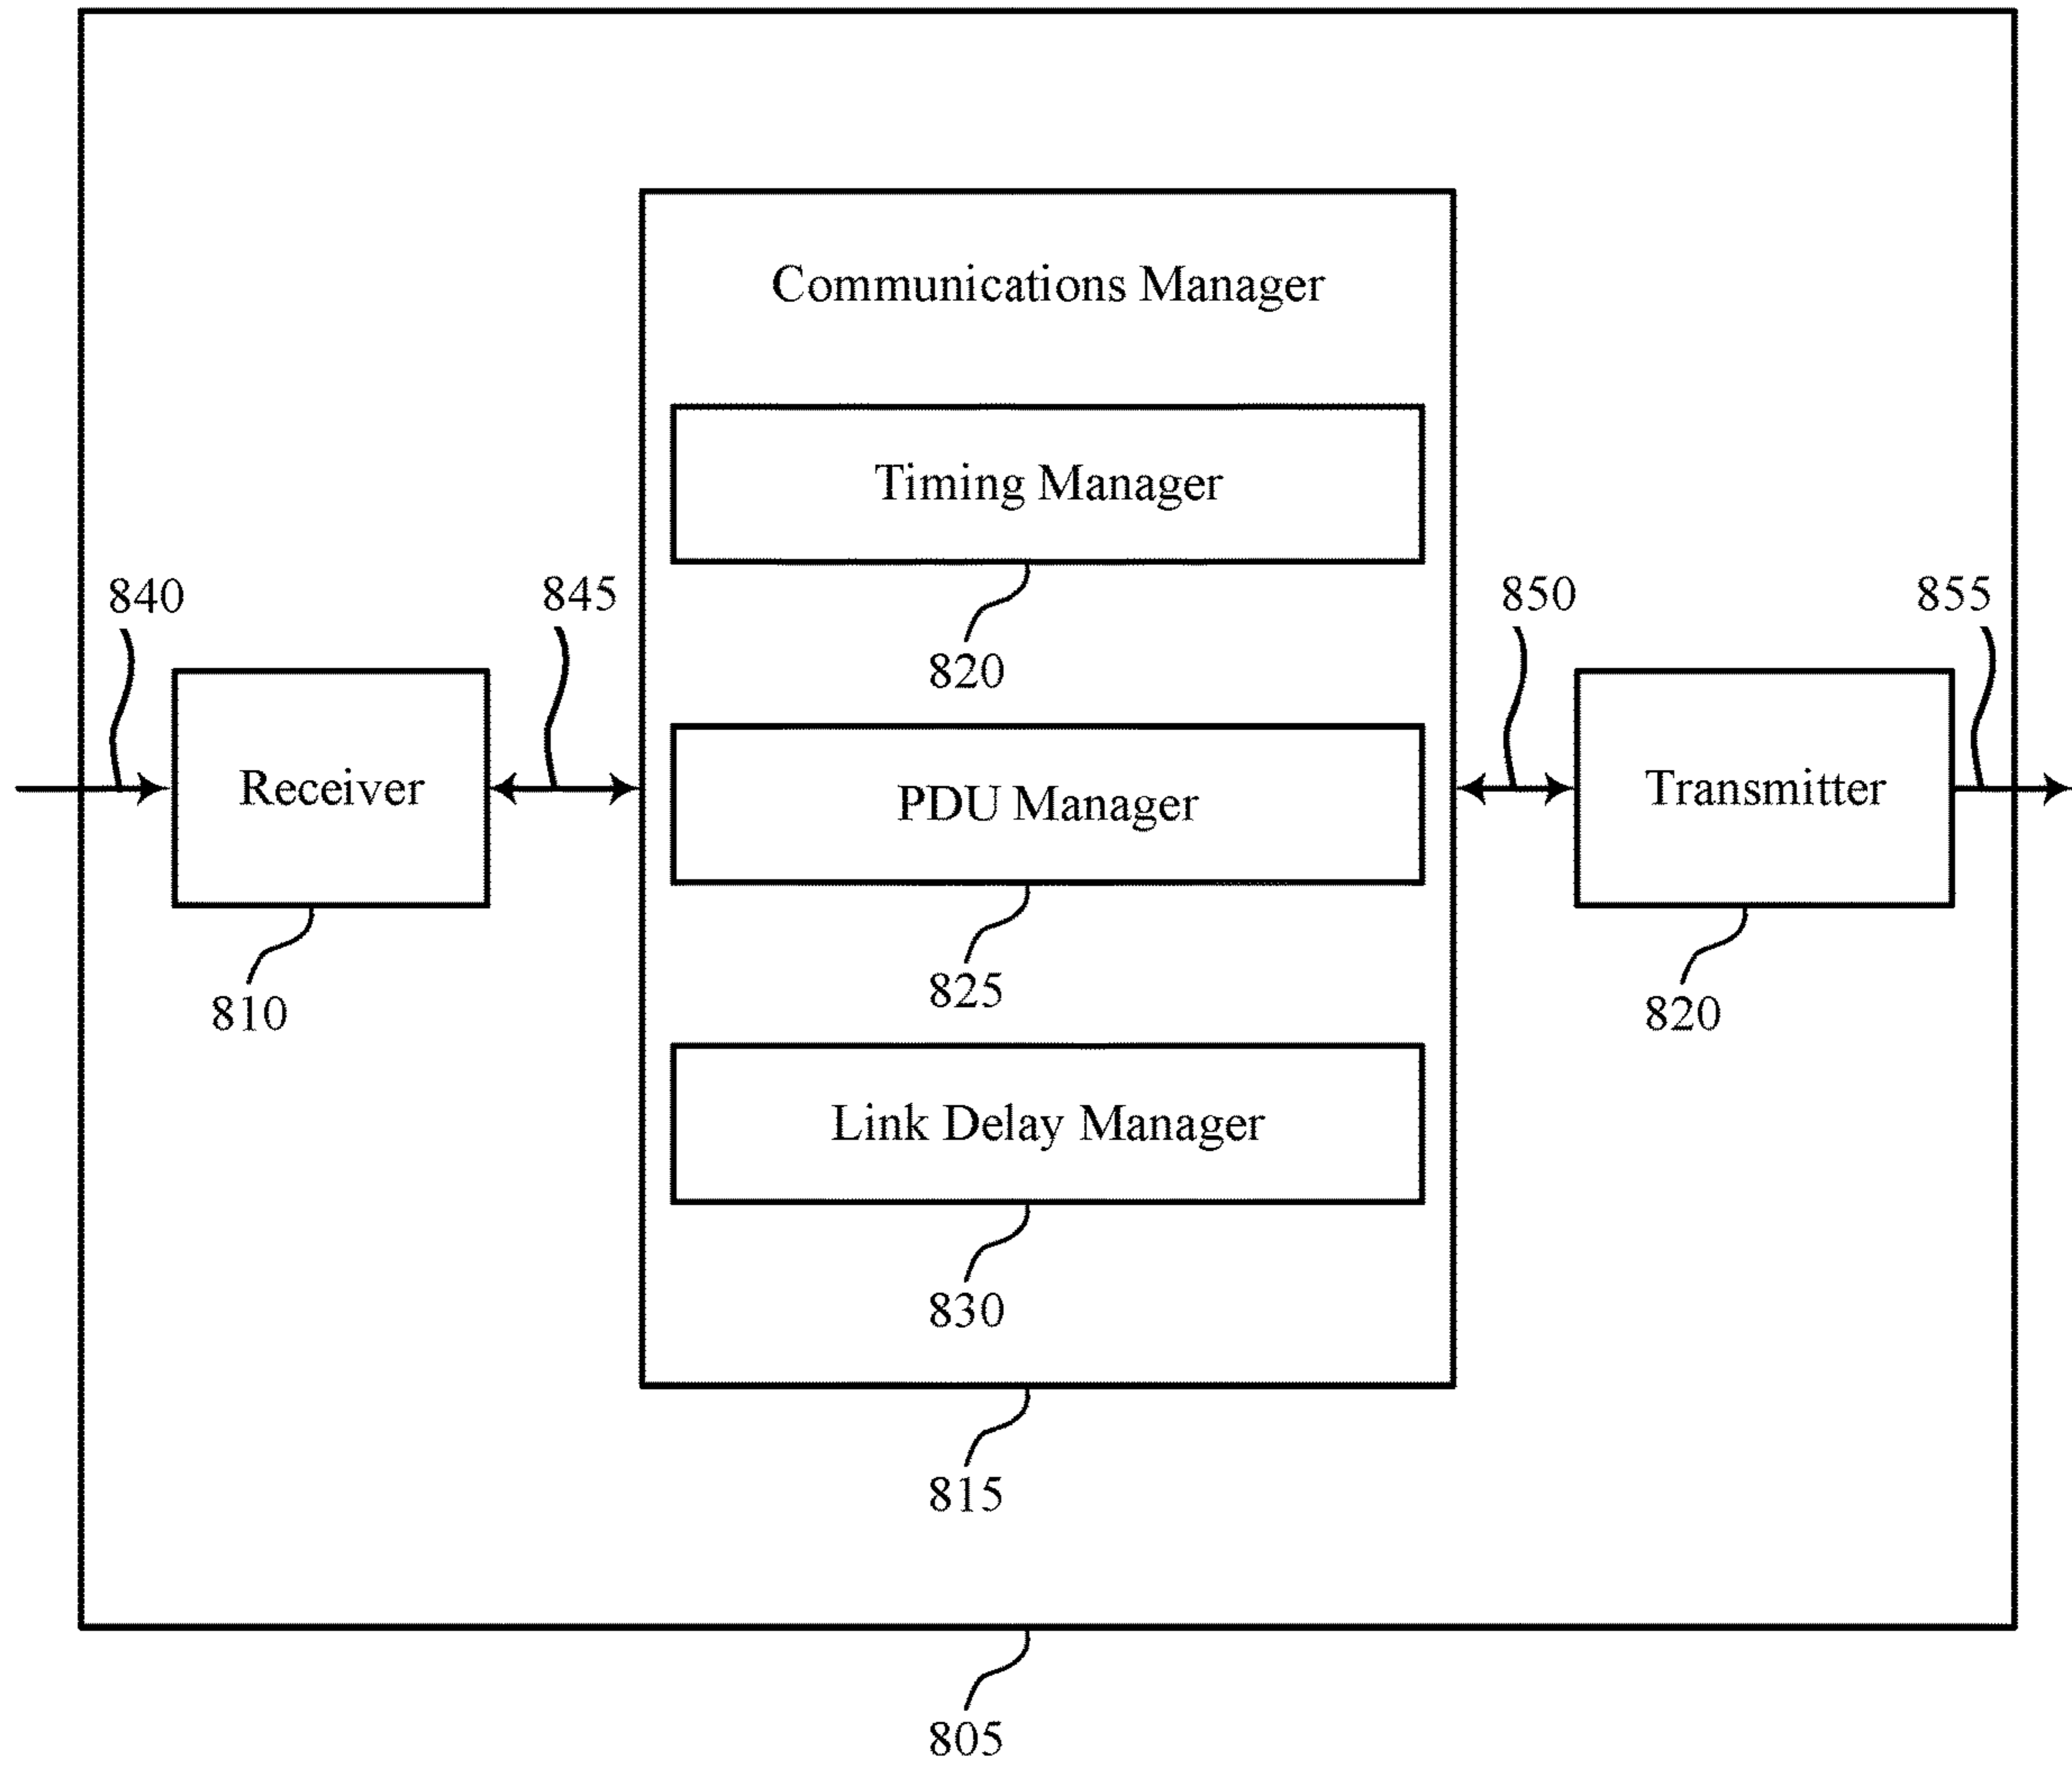 Communications Manager
Timing Manager
840
845
850
855
820
Receiver
PDU Manager
Transmitter
825
810
820
Link Delay Manager
830
815
805